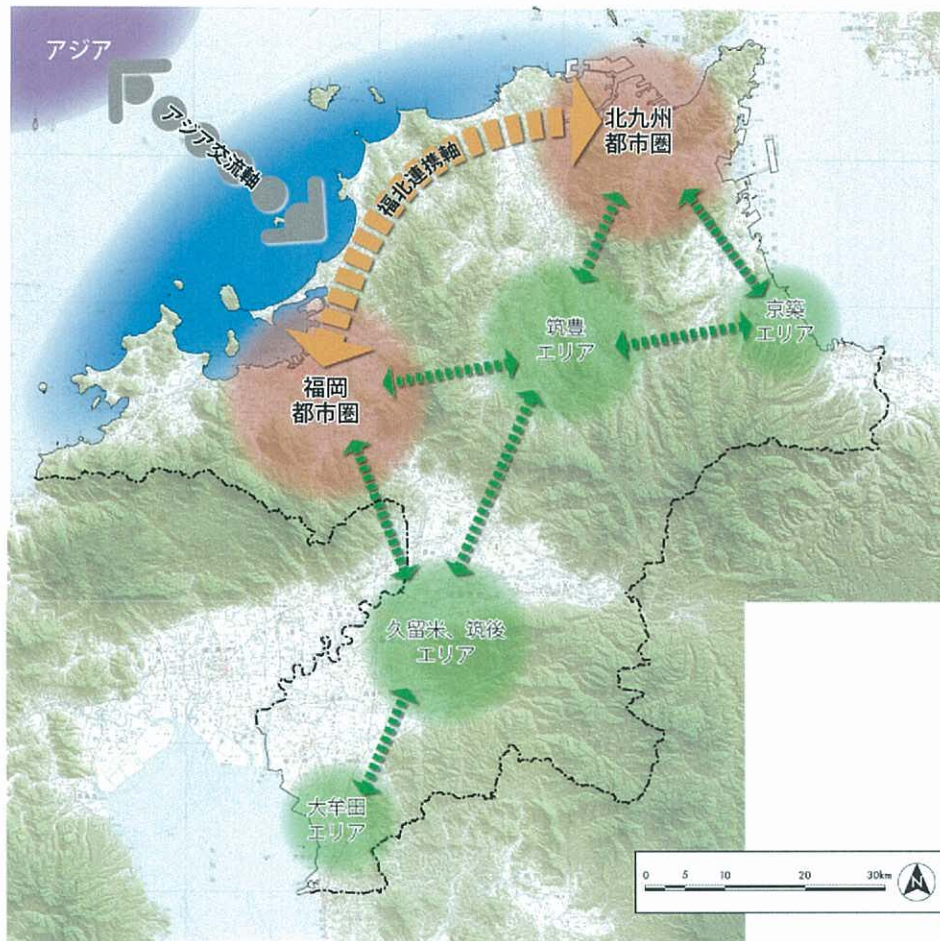 アジア
アジア交流軸
福北連携軸
北九州
都市圏
筑豊
エリア
京築
エリア
福岡
都市圏
久留米、筑後
エリア
大牟田
エリア
0 5 10 20 30km
N